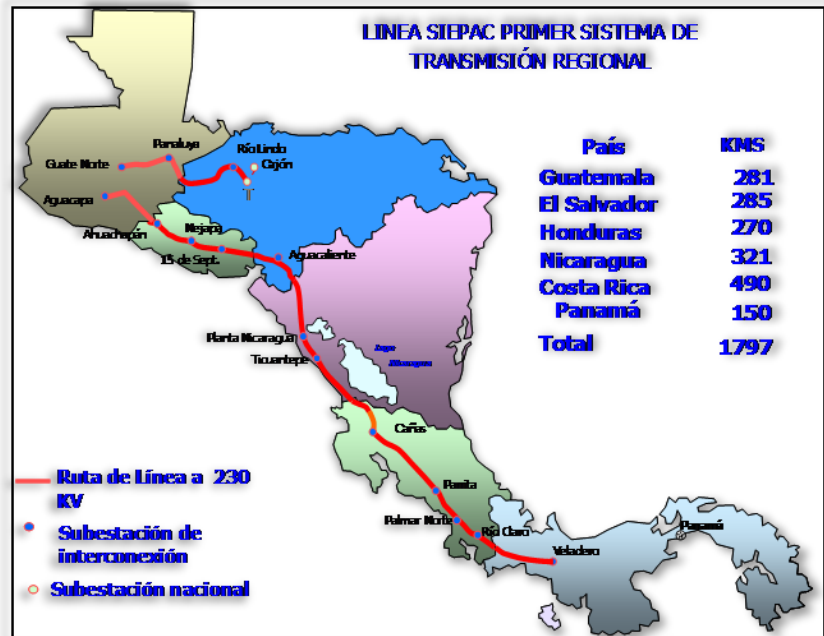 LINEA SIEPAC PRIMER SISTEMA DE
TRANSMISIÓN REGIONAL
País KMS
Guatemala 281
El Salvador 285
Honduras 270
Nicaragua 321
Costa Rica 490
Panamá 150
Total 1797
Panaluya
Río Lindo
Guate Norte
Cajón
Aguacapa
Ahuachapán
Nejapa
15 de Sept.
Aguacaliente
Planta Nicaragua
Ticuantepe
Cañas
Parrita
Palmar Norte
Río Claro
Veladero
Panamá
Ruta de Línea a 230
KV
Subestación de
interconexión
Subestación nacional